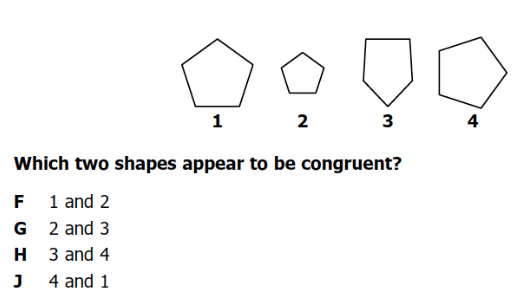 1 2 3 4
Which two shapes appear to be congruent?
F 1 and 2
G 2 and 3
H 3 and 4
J 4 and 1